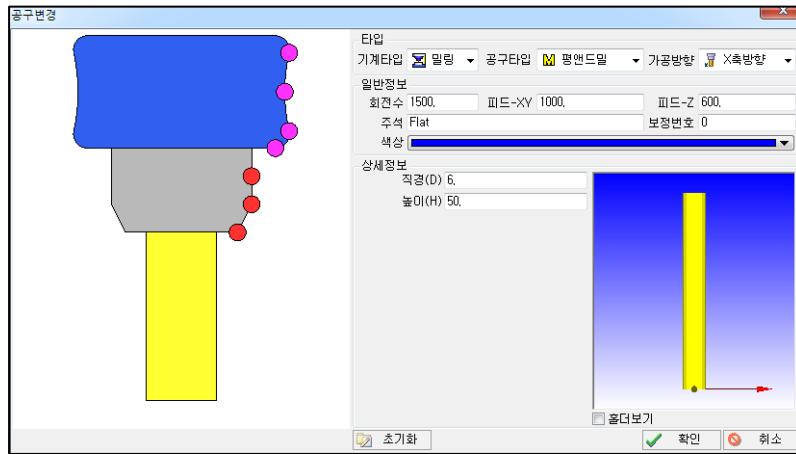 공구변경
타입
기계타입 밀링 공구타입 평앤드밀 가공방향 X축방향
일반정보
회전수 1500, 피드-XY 1000, 피드-Z 600,
주석 Flat 보정번호 0
색상
상세정보
직경(D) 6,
높이(H) 50,
홀더보기
초기화 확인 취소